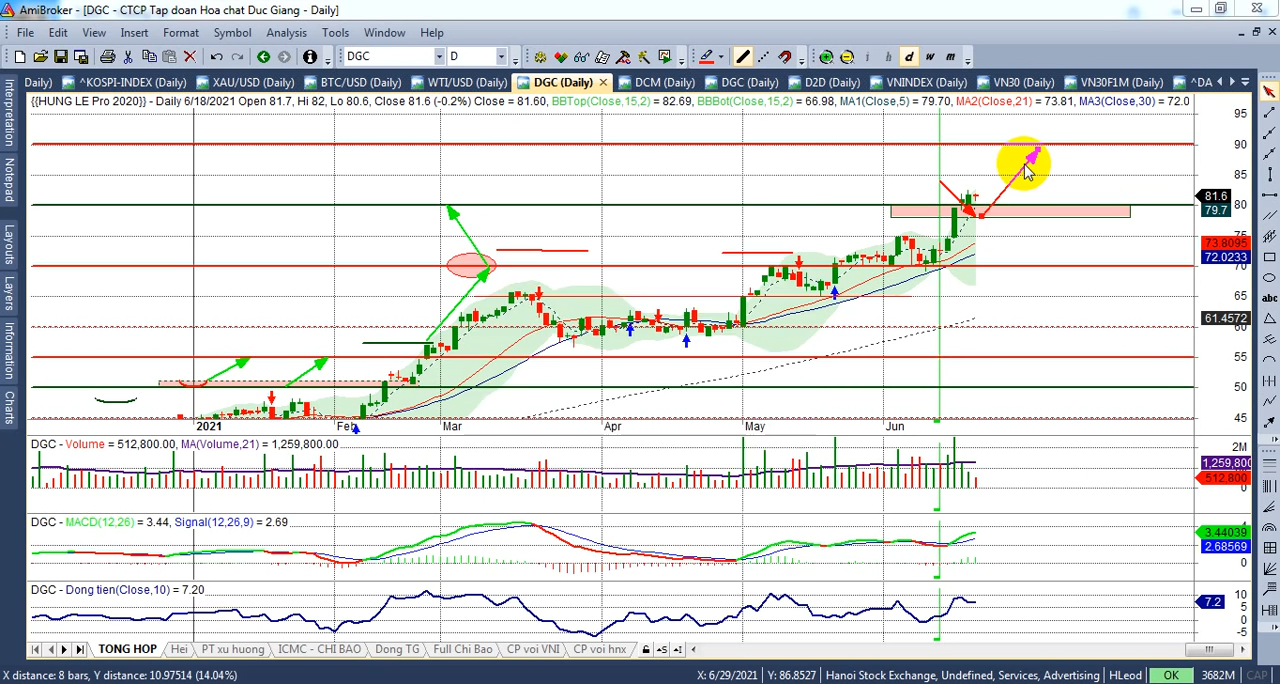 AmiBroker - [DGC - CTCP Tap doan Hoa chat Duc Giang - Daily]
File Edit View Insert Format Symbol Analysis Tools Window Help
DGC D i h d w m
Daily) ^KOSPI-INDEX (Daily) XAU/USD (Daily) BTC/USD (Daily) WTI/USD (Daily) DGC (Daily) DCM (Daily) DGC (Daily) D2D (Daily) VNINDEX (Daily) VN30 (Daily) VN30F1M (Daily) ^DA
{{HUNG LE Pro 2020}} - Daily 6/18/2021 Open 81.7, Hi 82, Lo 80.6, Close 81.6 (-0.2%) Close = 81.60, BBTop(Close,15,2) = 82.69, BBBot(Close,15,2) = 66.98, MA1(Close,5) = 79.70, MA2(Close,21) = 73.81, MA3(Close,30) = 72.0
Interpretation
Notepad
Layouts
Layers
Information
Charts
abc
95
90
85
81.6
80
79.7
75
73.8095
72.0233
70
65
61.4572
60
55
50
45
2021 Feb Mar Apr May Jun
DGC - Volume = 512,800.00, MA(Volume,21) = 1,259,800.00
2M
1,259,800
512,800
0
DGC - MACD(12,26) = 3.44, Signal(12,26,9) = 2.69
4
3.44039
2.68569
0
DGC - Dong tien(Close,10) = 7.20
10
7.2
5
0
-5
TONG HOP Hei PT xu huong ICMC - CHI BAO Dong TG Full Chi Bao CP voi VNI CP voi hnx
X distance: 8 bars, Y distance: 10.97514 (14.04%) X: 6/29/2021 Y: 86.8527 Hanoi Stock Exchange, Undefined, Services, Advertising HLeod OK 3682M CAP